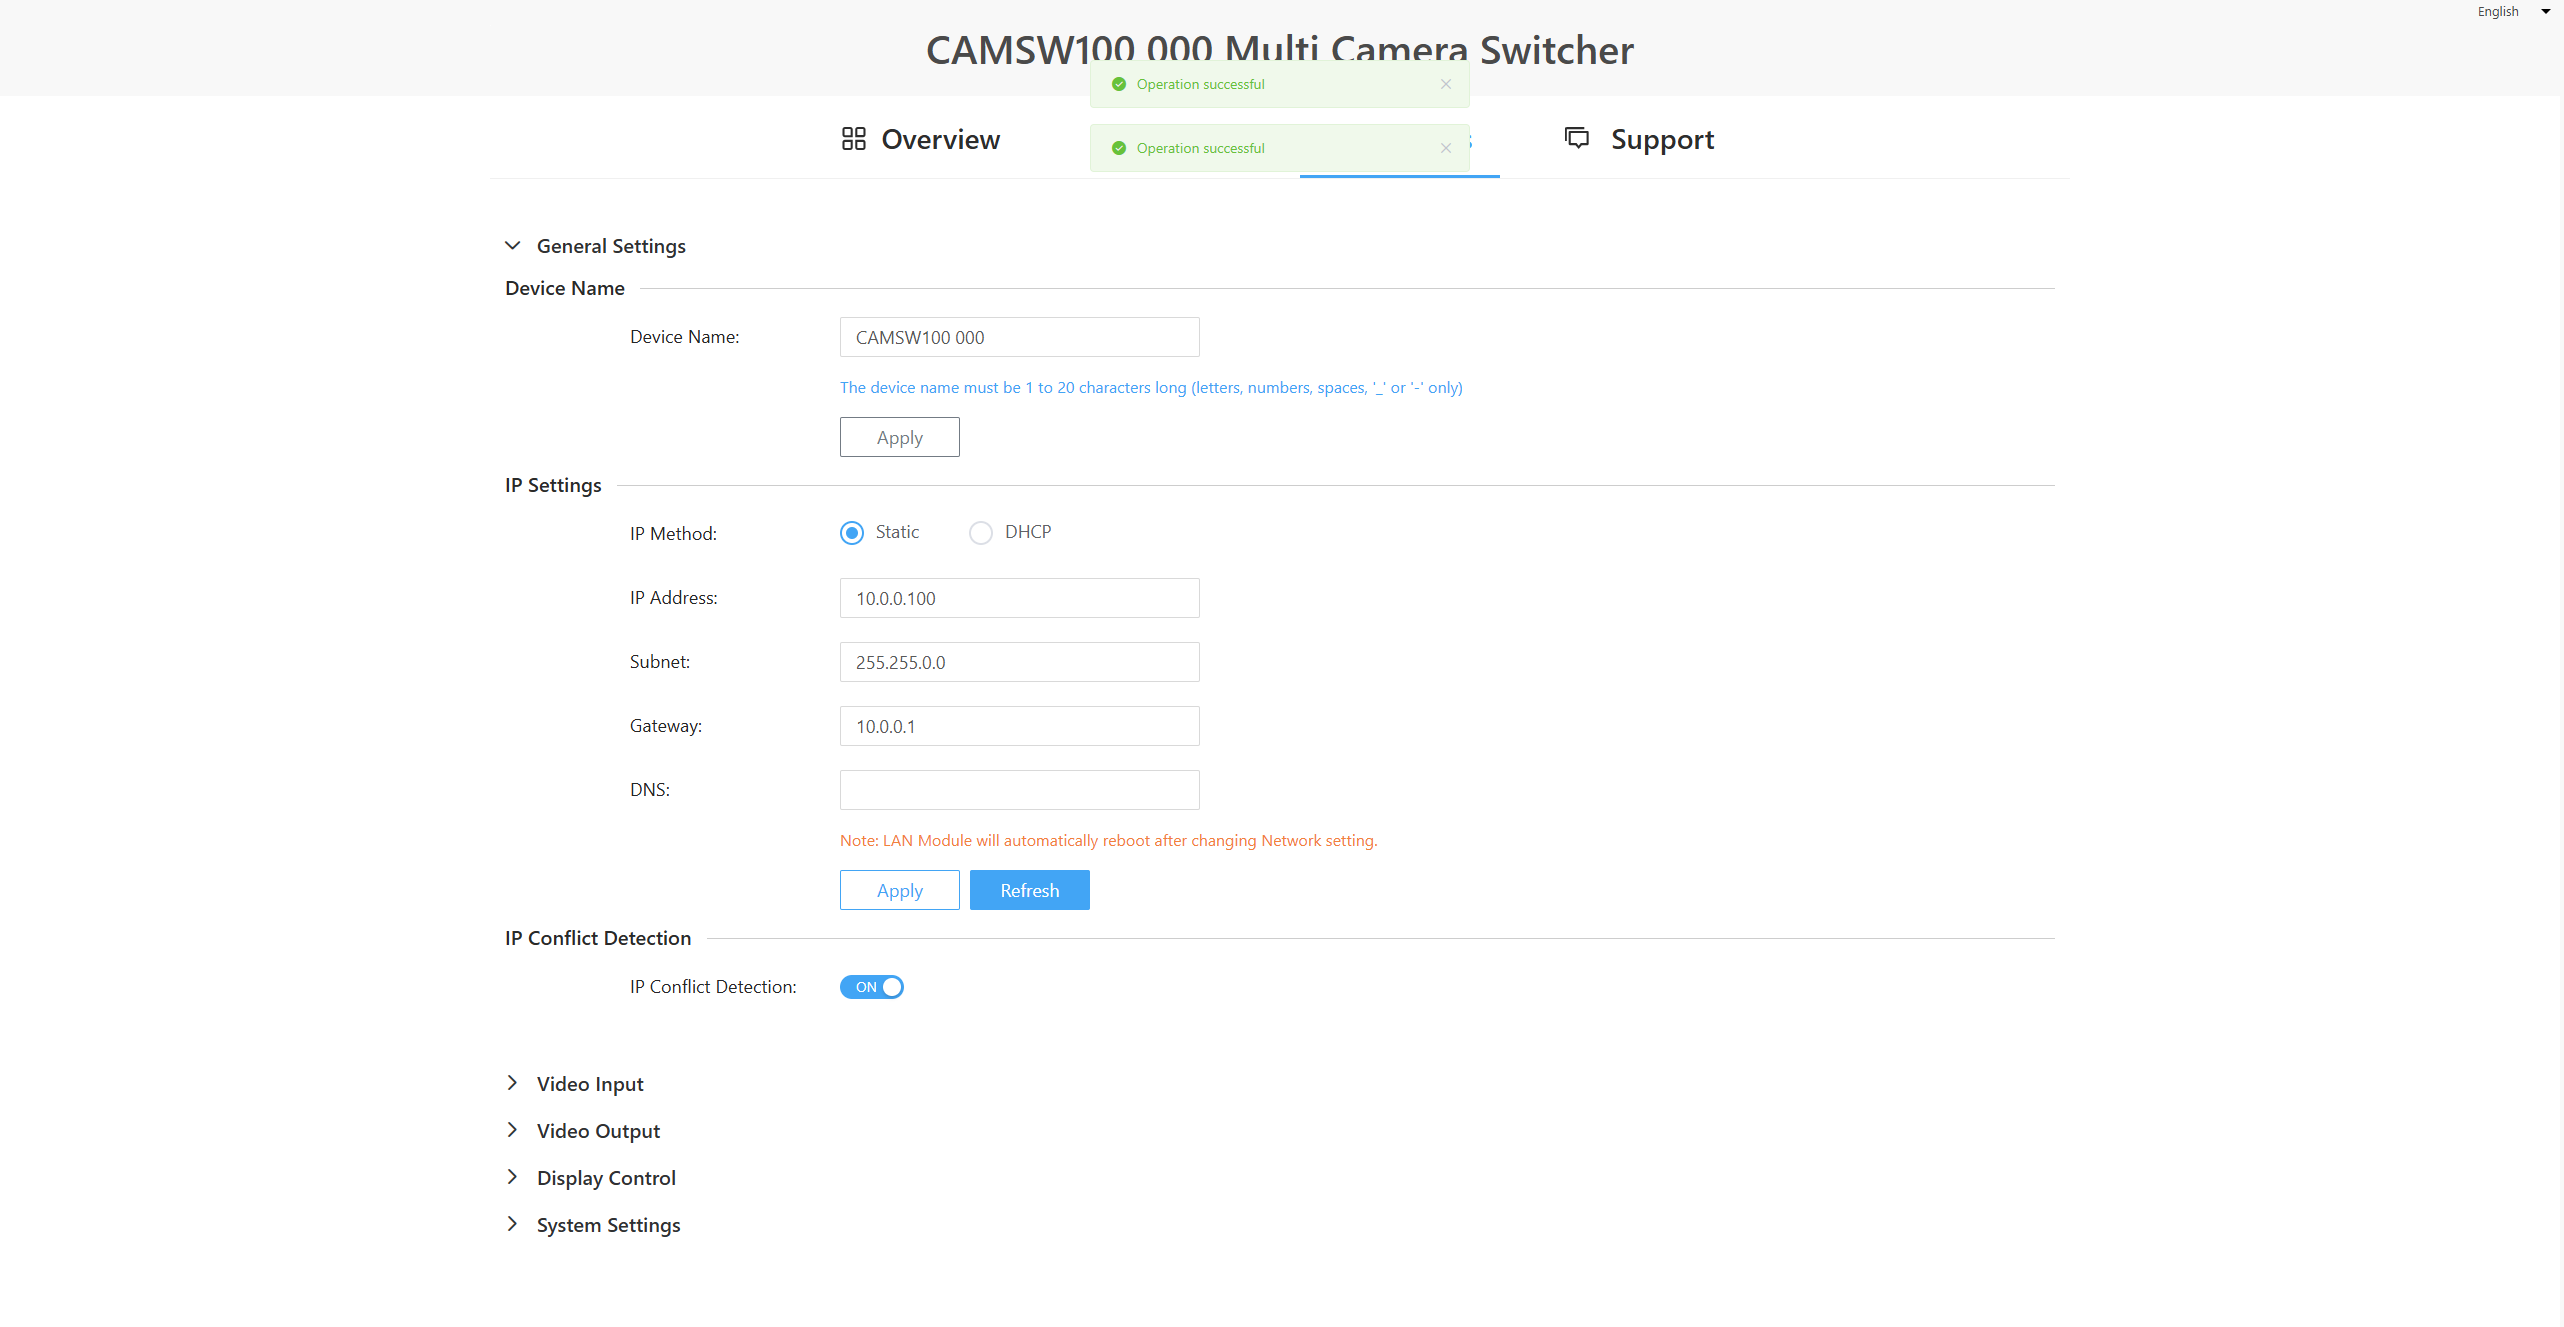 English
CAMSW100 000 Multi Camera Switcher
Operation successful
Operation successful
Overview
Support
General Settings
Device Name
Device Name:
CAMSW100 000
The device name must be 1 to 20 characters long (letters, numbers, spaces, '_' or '-' only)
Apply
IP Settings
IP Method:
Static
DHCP
IP Address:
10.0.0.100
Subnet:
255.255.0.0
Gateway:
10.0.0.1
DNS:
Note: LAN Module will automatically reboot after changing Network setting.
Apply
Refresh
IP Conflict Detection
IP Conflict Detection:
ON
Video Input
Video Output
Display Control
System Settings